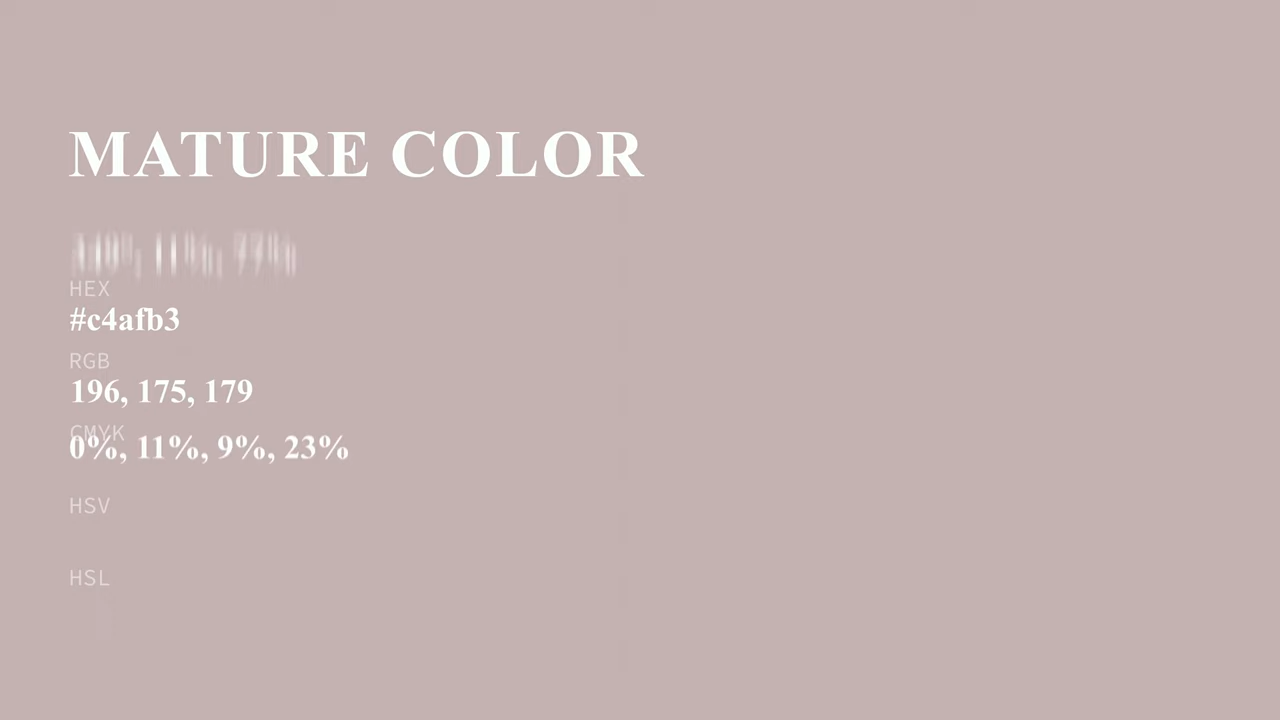 MATURE COLOR
HEX
#c4afb3
RGB
196, 175, 179
CMYK
0%, 11%, 9%, 23%
HSV
HSL